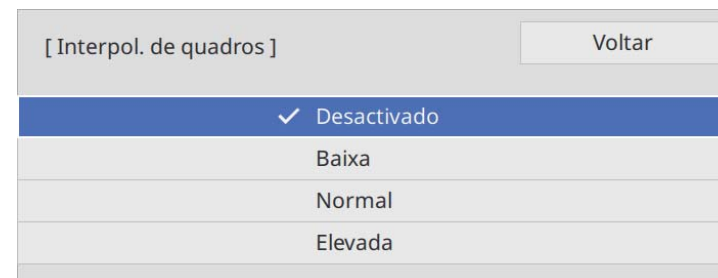 [ Interpol. de quadros ]
Voltar
Desactivado
Baixa
Normal
Elevada